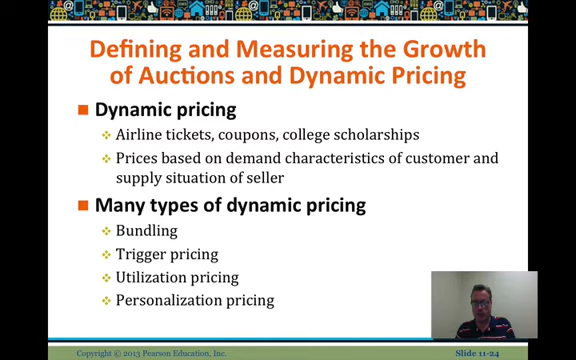 Defining and Measuring the Growth
of Auctions and Dynamic Pricing
Dynamic pricing
Airline tickets, coupons, college scholarships
Prices based on demand characteristics of customer and
supply situation of seller
Many types of dynamic pricing
Bundling
Trigger pricing
Utilization pricing
Personalization pricing
Copyright © 2013 Pearson Education, Inc.
Slide 11-24